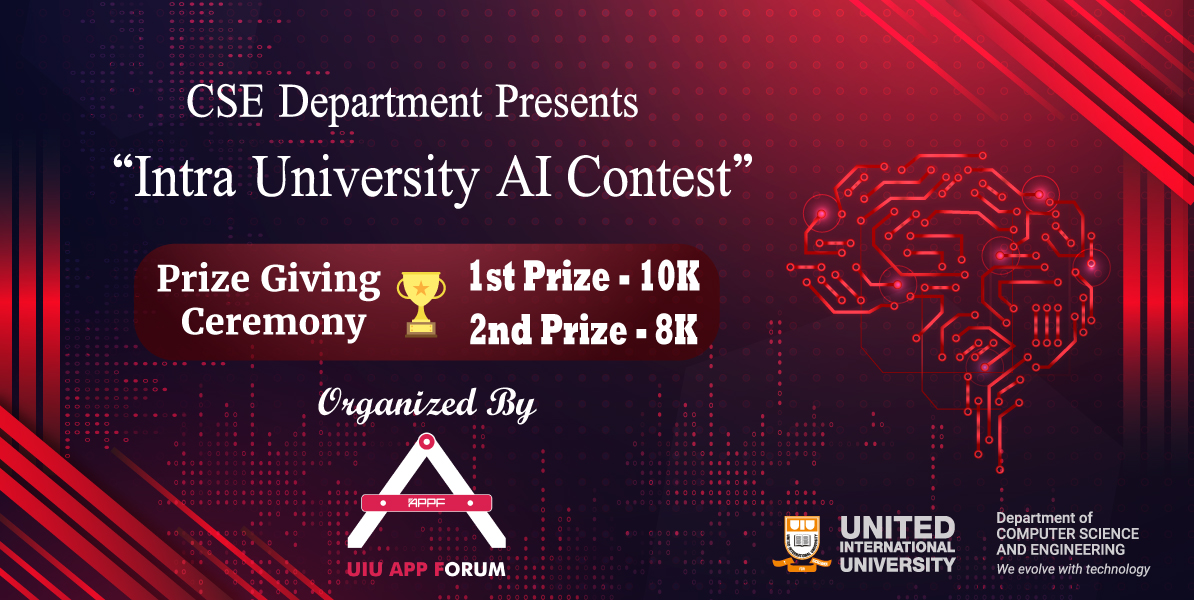 CSE Department Presents
“Intra University AI Contest”
Prize Giving
Ceremony
1st Prize - 10K
2nd Prize - 8K
Organized By
APPF
UIU APP FORUM
UNITED
INTERNATIONAL
UNIVERSITY
Department of
COMPUTER SCIENCE
AND ENGINEERING
We evolve with technology